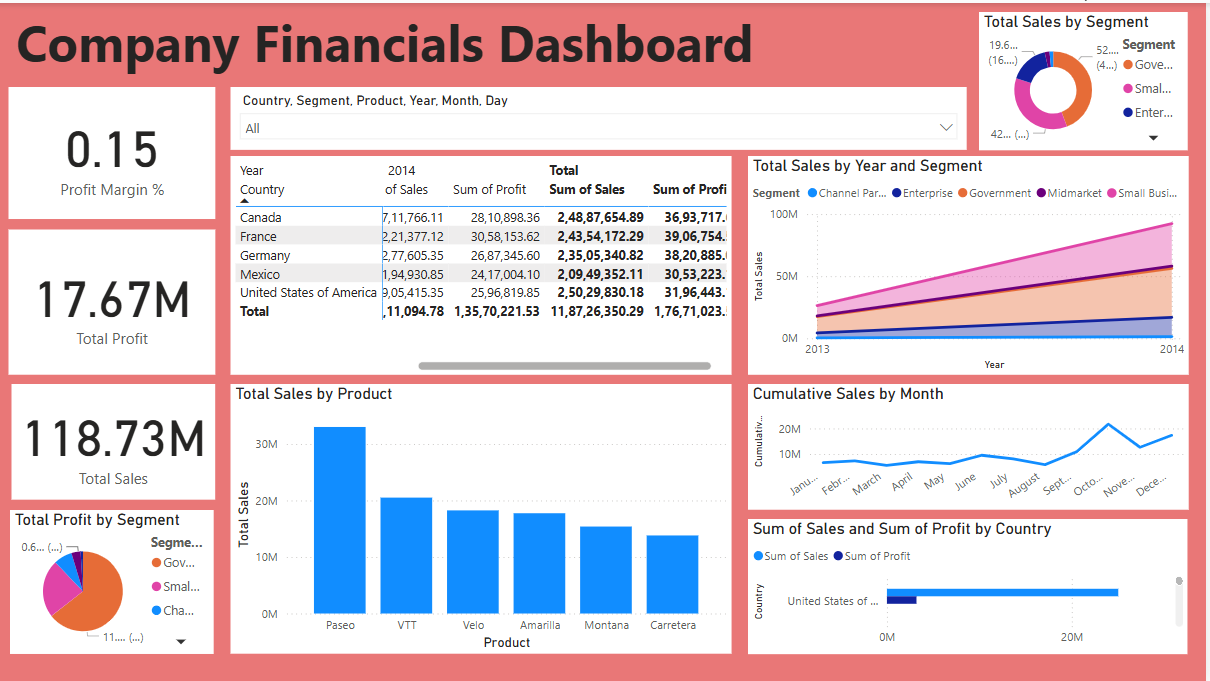 Company Financials Dashboard
Total Sales by Segment
19.6...
(16....)
52....
(4...)
42... (...)
Segment
Gove...
Smal...
Enter...
0.15
Profit Margin %
Country, Segment, Product, Year, Month, Day
All
Year 2014 Total
Country of Sales Sum of Profit Sum of Sales Sum of Profi
Canada 7,11,766.11 28,10,898.36 2,48,87,654.89 36,93,717.
France 2,21,377.12 30,58,153.62 2,43,54,172.29 39,06,754.
Germany 2,77,605.35 26,87,345.60 2,35,05,340.82 38,20,885.
Mexico 1,94,930.85 24,17,004.10 2,09,49,352.11 30,53,223.
United States of America 9,05,415.35 25,96,819.85 2,50,29,830.18 31,96,443.
Total ,11,094.78 1,35,70,221.53 11,87,26,350.29 1,76,71,023.
Total Sales by Year and Segment
Segment Channel Par... Enterprise Government Midmarket Small Busi...
Total Sales
100M
50M
0M
2013 2014
Year
17.67M
Total Profit
118.73M
Total Sales
Total Sales by Product
Total Sales
30M
20M
10M
0M
Paseo VTT Velo Amarilla Montana Carretera
Product
Cumulative Sales by Month
Cumulativ...
20M
10M
Janu... Febr... March April May June July August Sept... Octo... Nove... Dece...
Total Profit by Segment
0.6... (...)
11.... (...)
Segme...
Gov...
Smal...
Cha...
Sum of Sales and Sum of Profit by Country
Sum of Sales Sum of Profit
Country
United States of ...
0M 20M